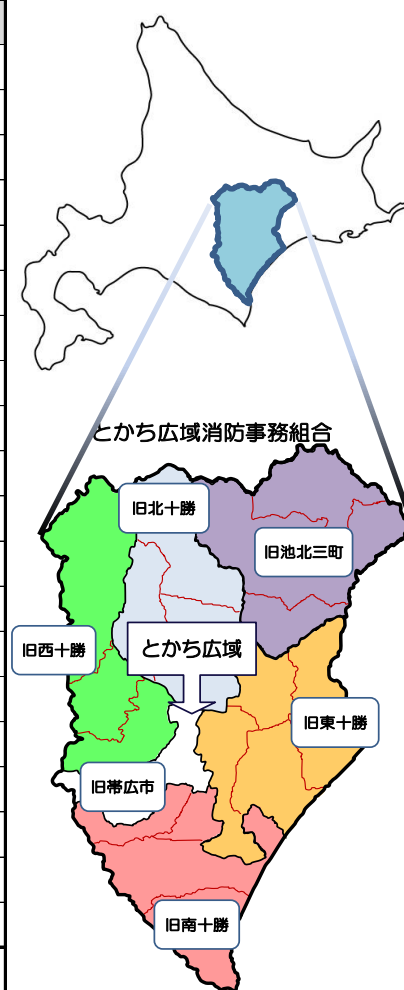 とかち広域消防事務組合
旧北十勝
旧池北三町
旧西十勝
とかち広域
旧東十勝
旧帯広市
旧南十勝